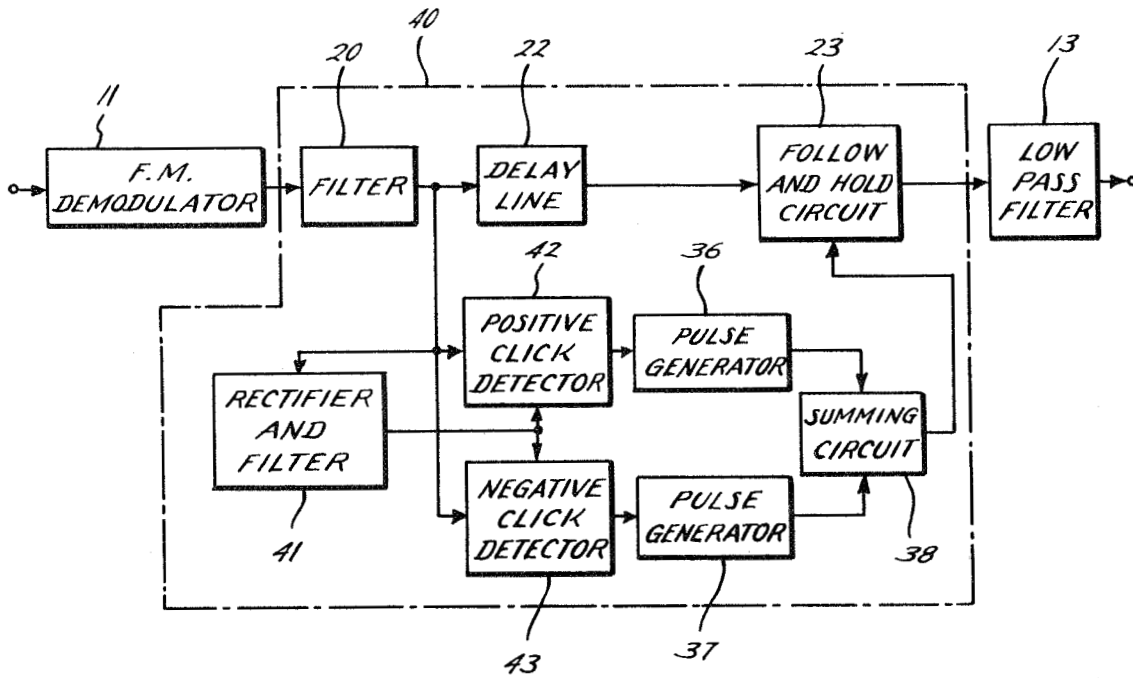 40
20
22
23
13
11
F.M.
DEMODULATOR
FILTER
DELAY
LINE
FOLLOW
AND HOLD
CIRCUIT
LOW
PASS
FILTER
42
36
POSITIVE
CLICK
DETECTOR
PULSE
GENERATOR
RECTIFIER
AND
FILTER
SUMMING
CIRCUIT
NEGATIVE
CLICK
DETECTOR
PULSE
GENERATOR
41
38
43
37